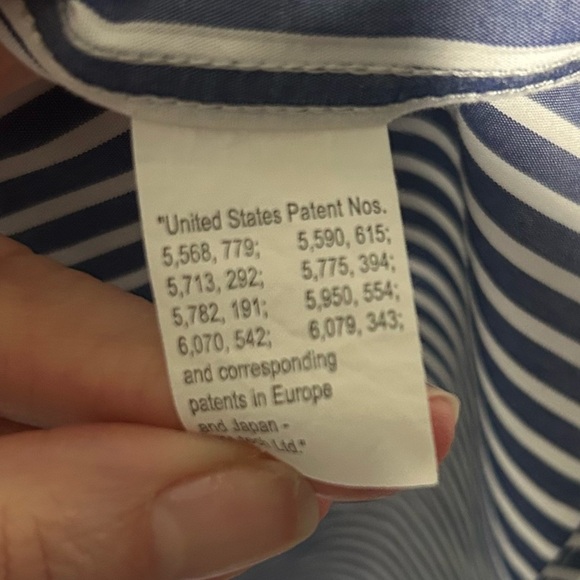 "United States Patent Nos.
5,568, 779; 5,590, 615;
5,713, 292; 5,775, 394;
5,782, 191; 5,950, 554;
6,070, 542; 6,079, 343;
and corresponding
patents in Europe
and Japan -
Ltd."